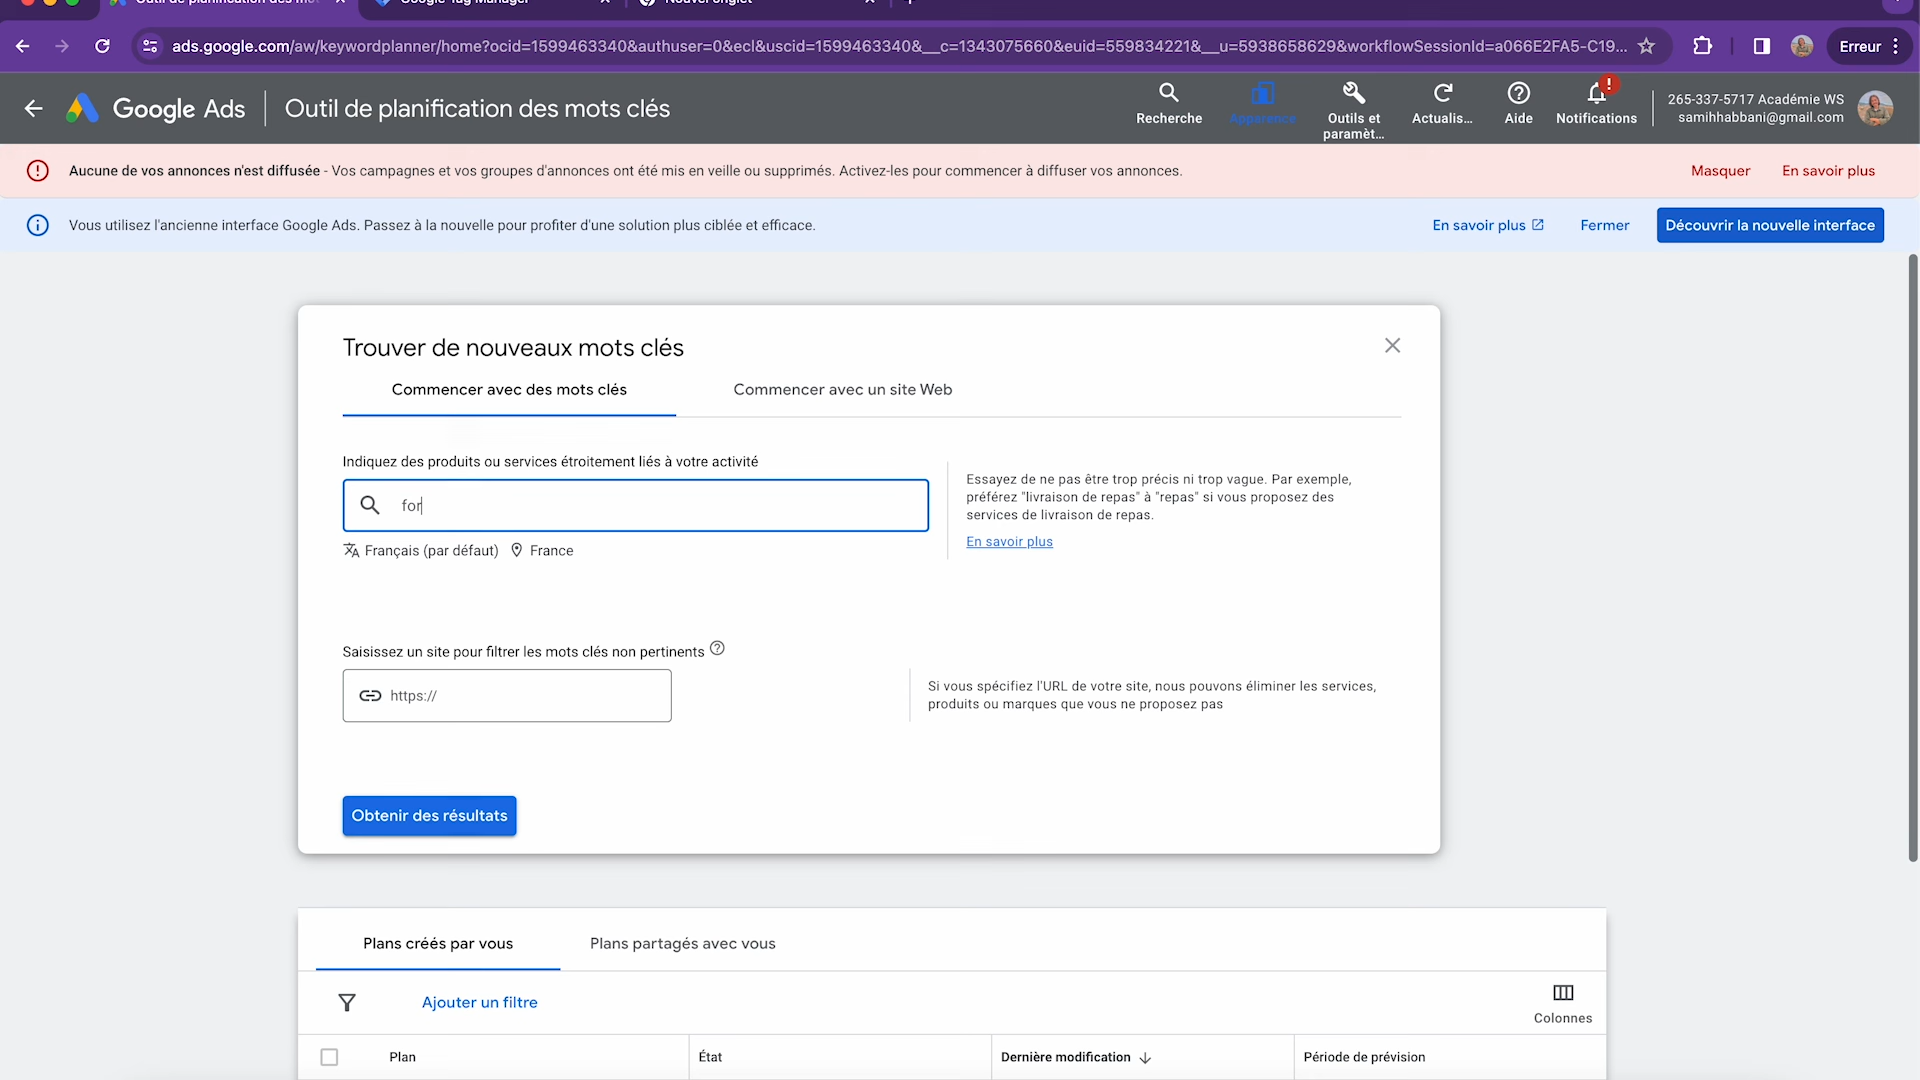 Outil de planification des mo
Google Tag Manager
Nouvel onglet
ads.google.com/aw/keywordplanner/home?ocid=1599463340&authuser=0&ecl&uscid=1599463340&__c=1343075660&euid=559834221&__u=5938658629&workflowSessionId=a066E2FA5-C19...
Erreur
Google Ads
Outil de planification des mots clés
Recherche
Apparence
Outils et
paramèt...
Actualis...
Aide
Notifications
265-337-5717 Académie WS
samihhabbani@gmail.com
Aucune de vos annonces n'est diffusée - Vos campagnes et vos groupes d'annonces ont été mis en veille ou supprimés. Activez-les pour commencer à diffuser vos annonces.
Masquer
En savoir plus
Vous utilisez l'ancienne interface Google Ads. Passez à la nouvelle pour profiter d'une solution plus ciblée et efficace.
En savoir plus
Fermer
Découvrir la nouvelle interface
Trouver de nouveaux mots clés
Commencer avec des mots clés
Commencer avec un site Web
Indiquez des produits ou services étroitement liés à votre activité
for
Français (par défaut)
France
Essayez de ne pas être trop précis ni trop vague. Par exemple,
préférez "livraison de repas" à "repas" si vous proposez des
services de livraison de repas.
En savoir plus
Saisissez un site pour filtrer les mots clés non pertinents
https://
Si vous spécifiez l'URL de votre site, nous pouvons éliminer les services,
produits ou marques que vous ne proposez pas
Obtenir des résultats
Plans créés par vous
Plans partagés avec vous
Ajouter un filtre
Colonnes
Plan
État
Dernière modification
Période de prévision